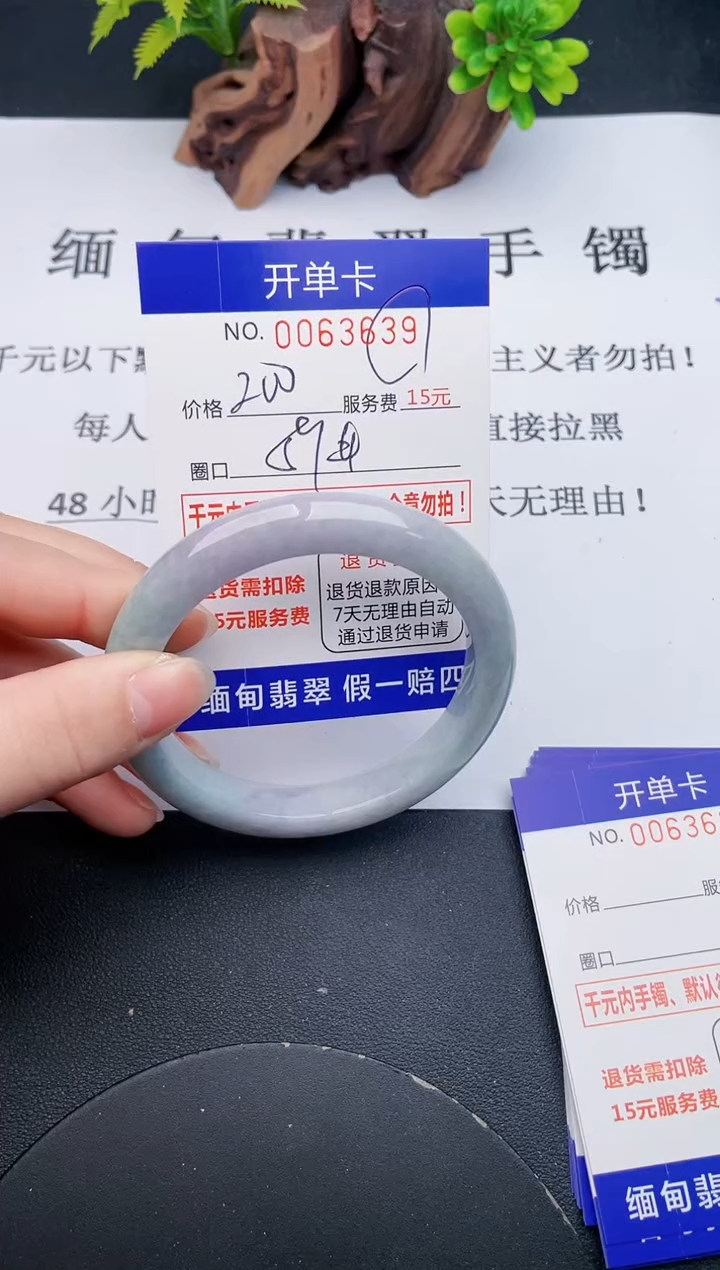 缅 手 镯
开单卡
NO. 0063639
千元以下 主义者勿拍！
价格 200 服务费 15元
每人 直接拉黑
圈口
48 小时 天无理由！
千元内 介意勿拍！
退货需扣除
15元服务费
退货
退货退款原因
7天无理由自动
通过退货申请
缅甸翡翠 假一赔四
开单卡
NO. 00636
价格 服
圈口
千元内手镯、默认
退货需扣除
15元服务费
缅甸翡